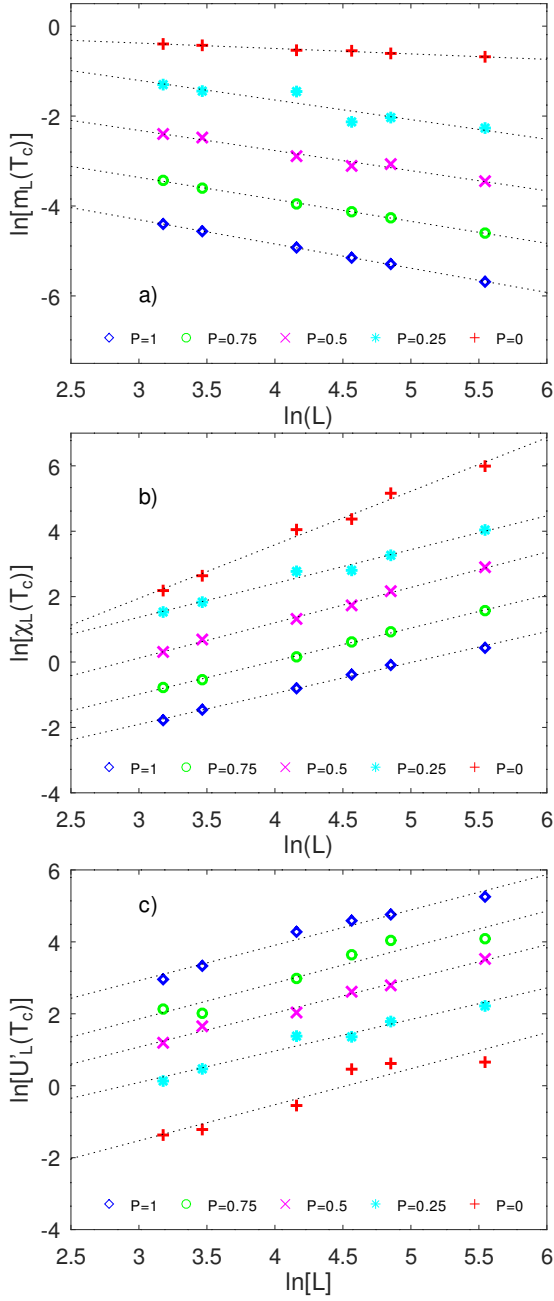 0
-2
-4
-6
ln[m_L(T_c)]
a)
P=1 P=0.75 P=0.5 P=0.25 P=0
2.5 3 3.5 4 4.5 5 5.5 6
ln(L)
6
4
2
0
-2
-4
ln[χ_L(T_c)]
b)
P=1 P=0.75 P=0.5 P=0.25 P=0
2.5 3 3.5 4 4.5 5 5.5 6
ln(L)
6
4
2
0
-2
-4
ln[U'_L(T_c)]
c)
P=1 P=0.75 P=0.5 P=0.25 P=0
2.5 3 3.5 4 4.5 5 5.5 6
ln[L]